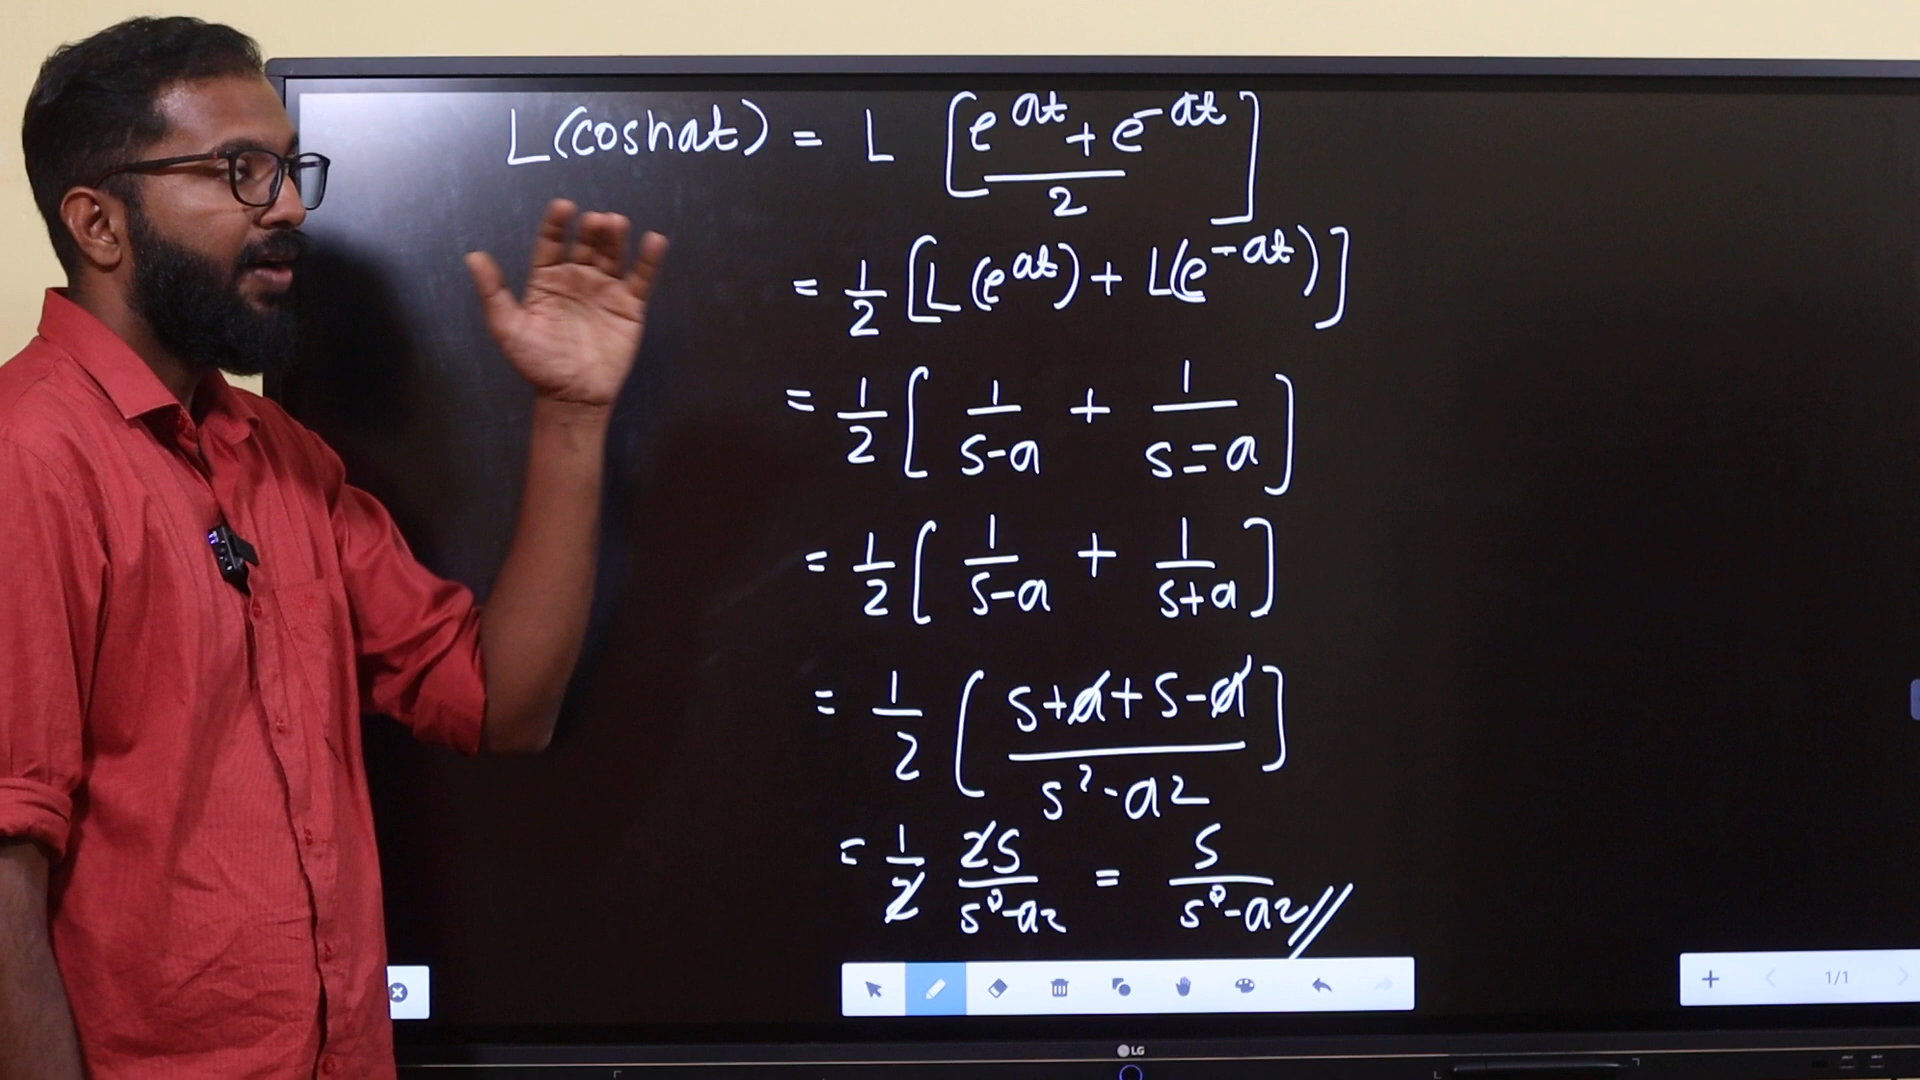 L(coshat) = L [e^at + e^-at / 2]
= 1/2 [L(e^at) + L(e^-at)]
= 1/2 [1/s-a + 1/s=a]
= 1/2 [1/s-a + 1/s+a]
= 1/2 [s+a+s-a / s²-a2]
= 1/2 2s/s²-a2 = s/s²-a2 //
1/1
LG